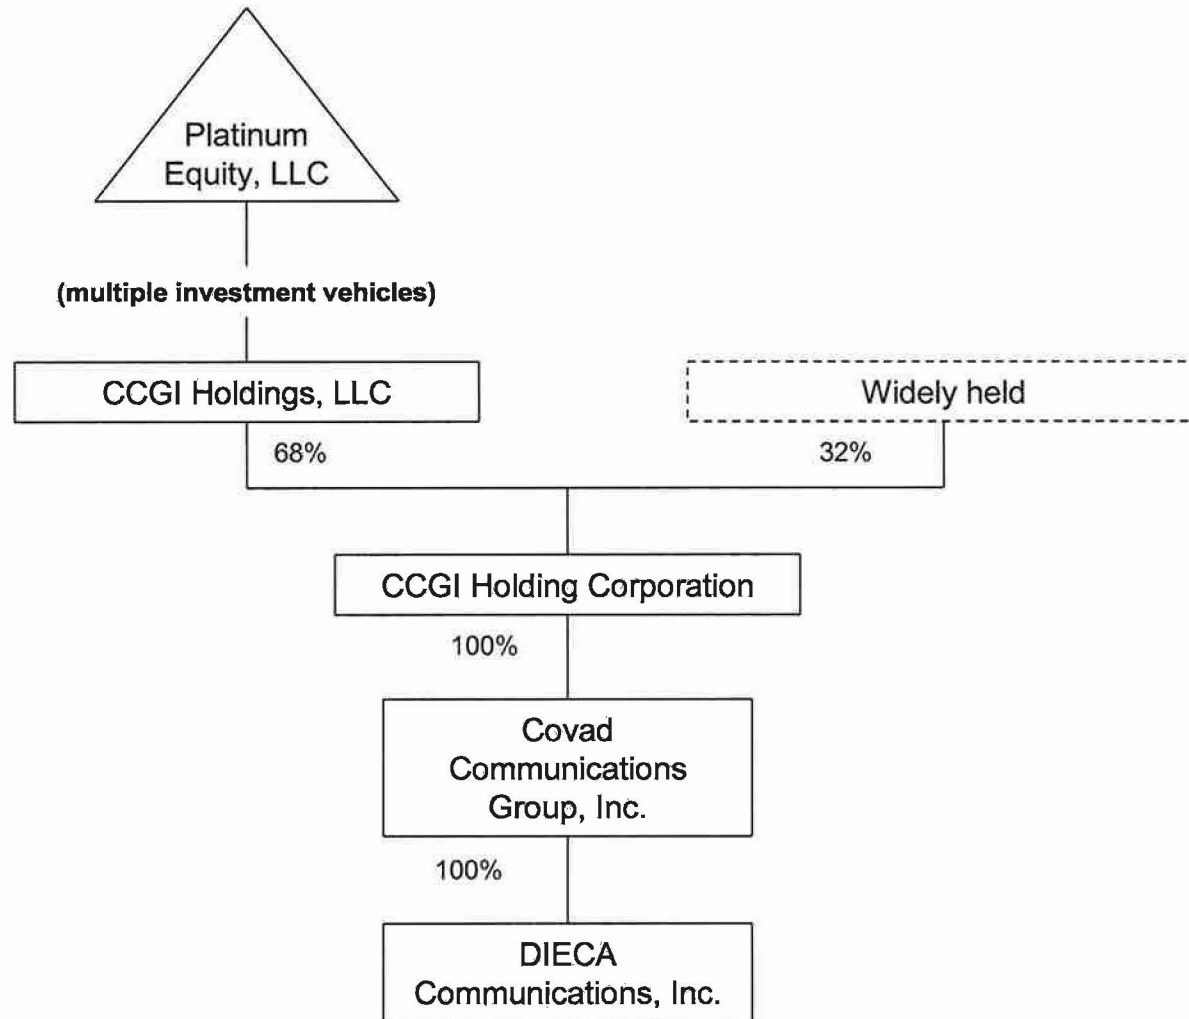 Platinum
Equity, LLC
(multiple investment vehicles)
CCGI Holdings, LLC
Widely held
68%
32%
CCGI Holding Corporation
100%
Covad
Communications
Group, Inc.
100%
DIECA
Communications, Inc.